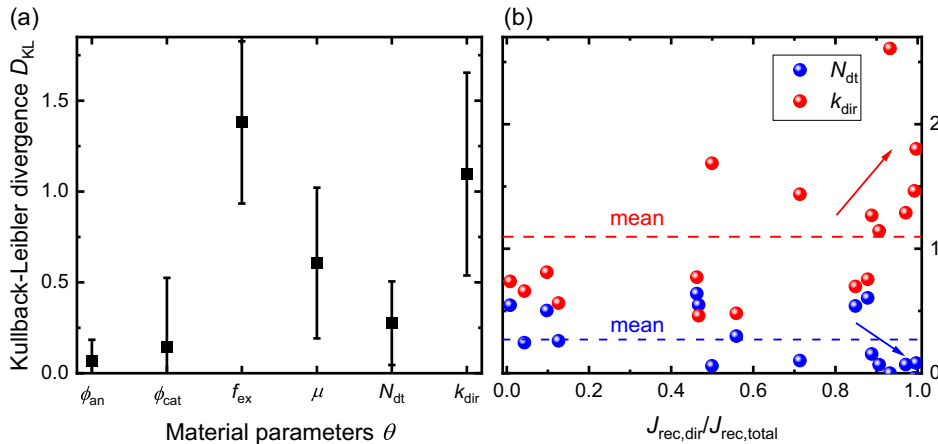 (a)
(b)
Kullback-Leibler divergence D_KL
1.5
1.0
0.5
0.0
ϕ_an
ϕ_cat
f_ex
μ
N_dt
k_dir
Material parameters θ
N_dt
k_dir
mean
mean
2
1
0
0.0
0.2
0.4
0.6
0.8
1.0
J_rec,dir/J_rec,total